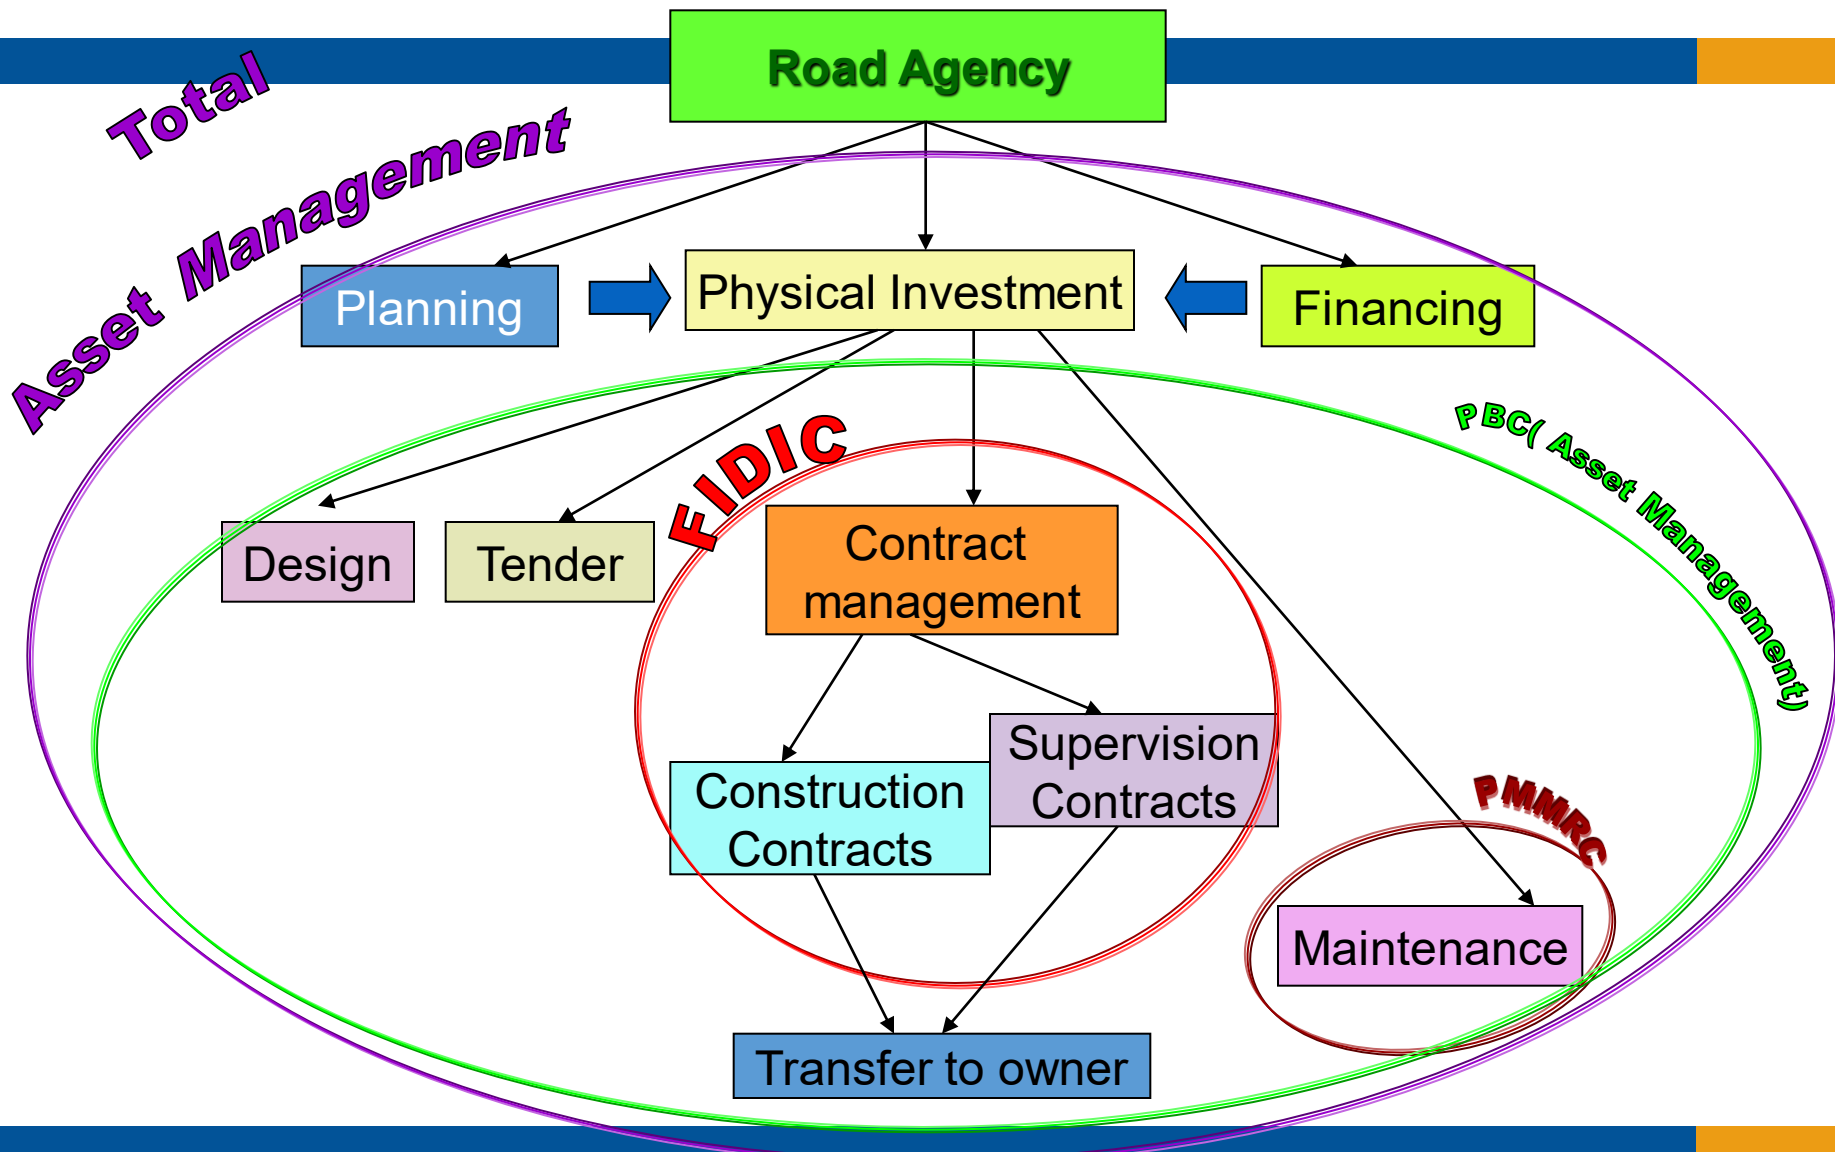 Road Agency
Total
Asset Management
Planning
Physical Investment
Financing
PBC( Asset Management)
FIDIC
Design
Tender
Contract
management
Supervision
Contracts
Construction
Contracts
PMMRC
Maintenance
Transfer to owner